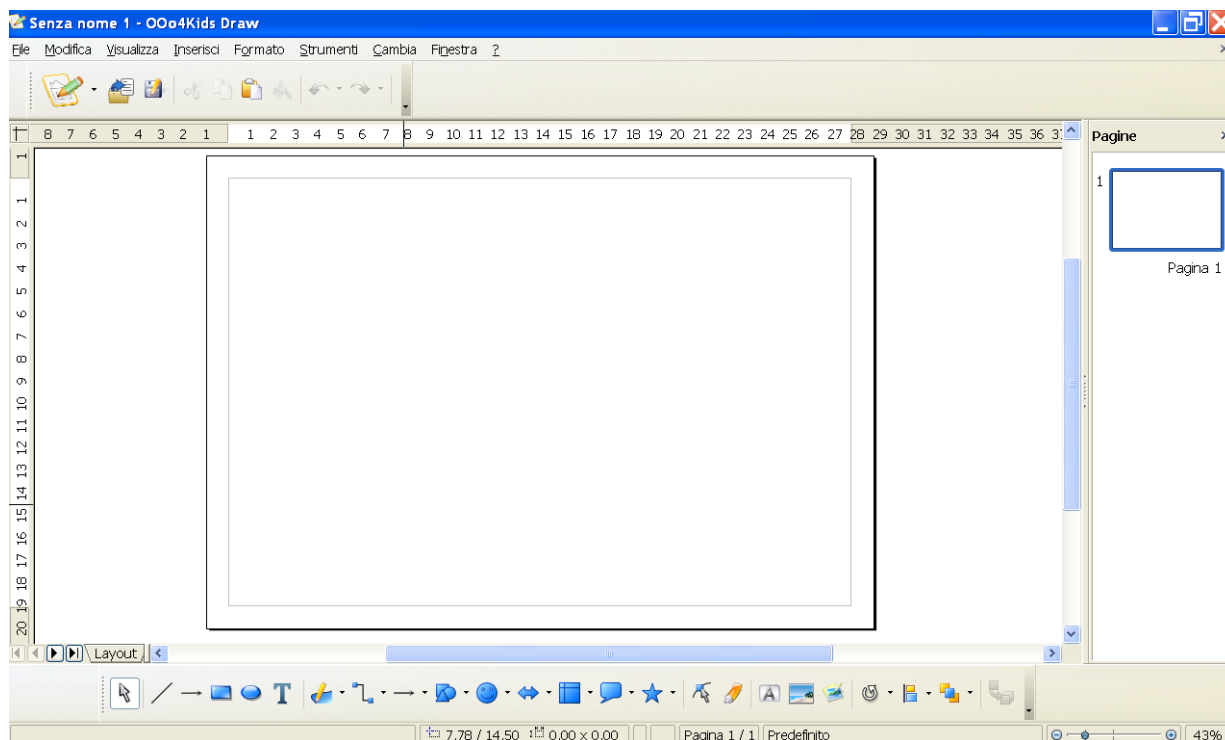 Senza nome 1 - OOo4Kids Draw
File Modifica Visualizza Inserisci Formato Strumenti Cambia Finestra ?
8 7 6 5 4 3 2 1 1 2 3 4 5 6 7 8 9 10 11 12 13 14 15 16 17 18 19 20 21 22 23 24 25 26 27 28 29 30 31 32 33 34 35 36
Pagine
1
1
Pagina 1
1
2
3
4
5
6
7
8
9
10
11
12
13
14
15
16
17
18
19
20
Layout
T
A
7,78 / 14,50 0,00 x 0,00 Pagina 1 / 1 Predefinito 43%